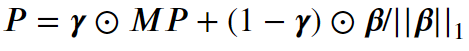 P = γ ⊙ MP + (1 − γ) ⊙ β/||β||₁